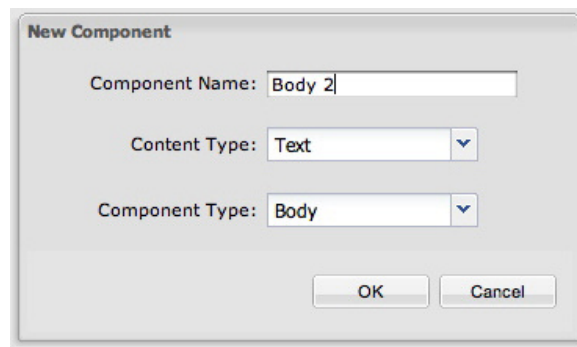 New Component
Component Name: Body 2
Content Type: Text
Component Type: Body
OK Cancel